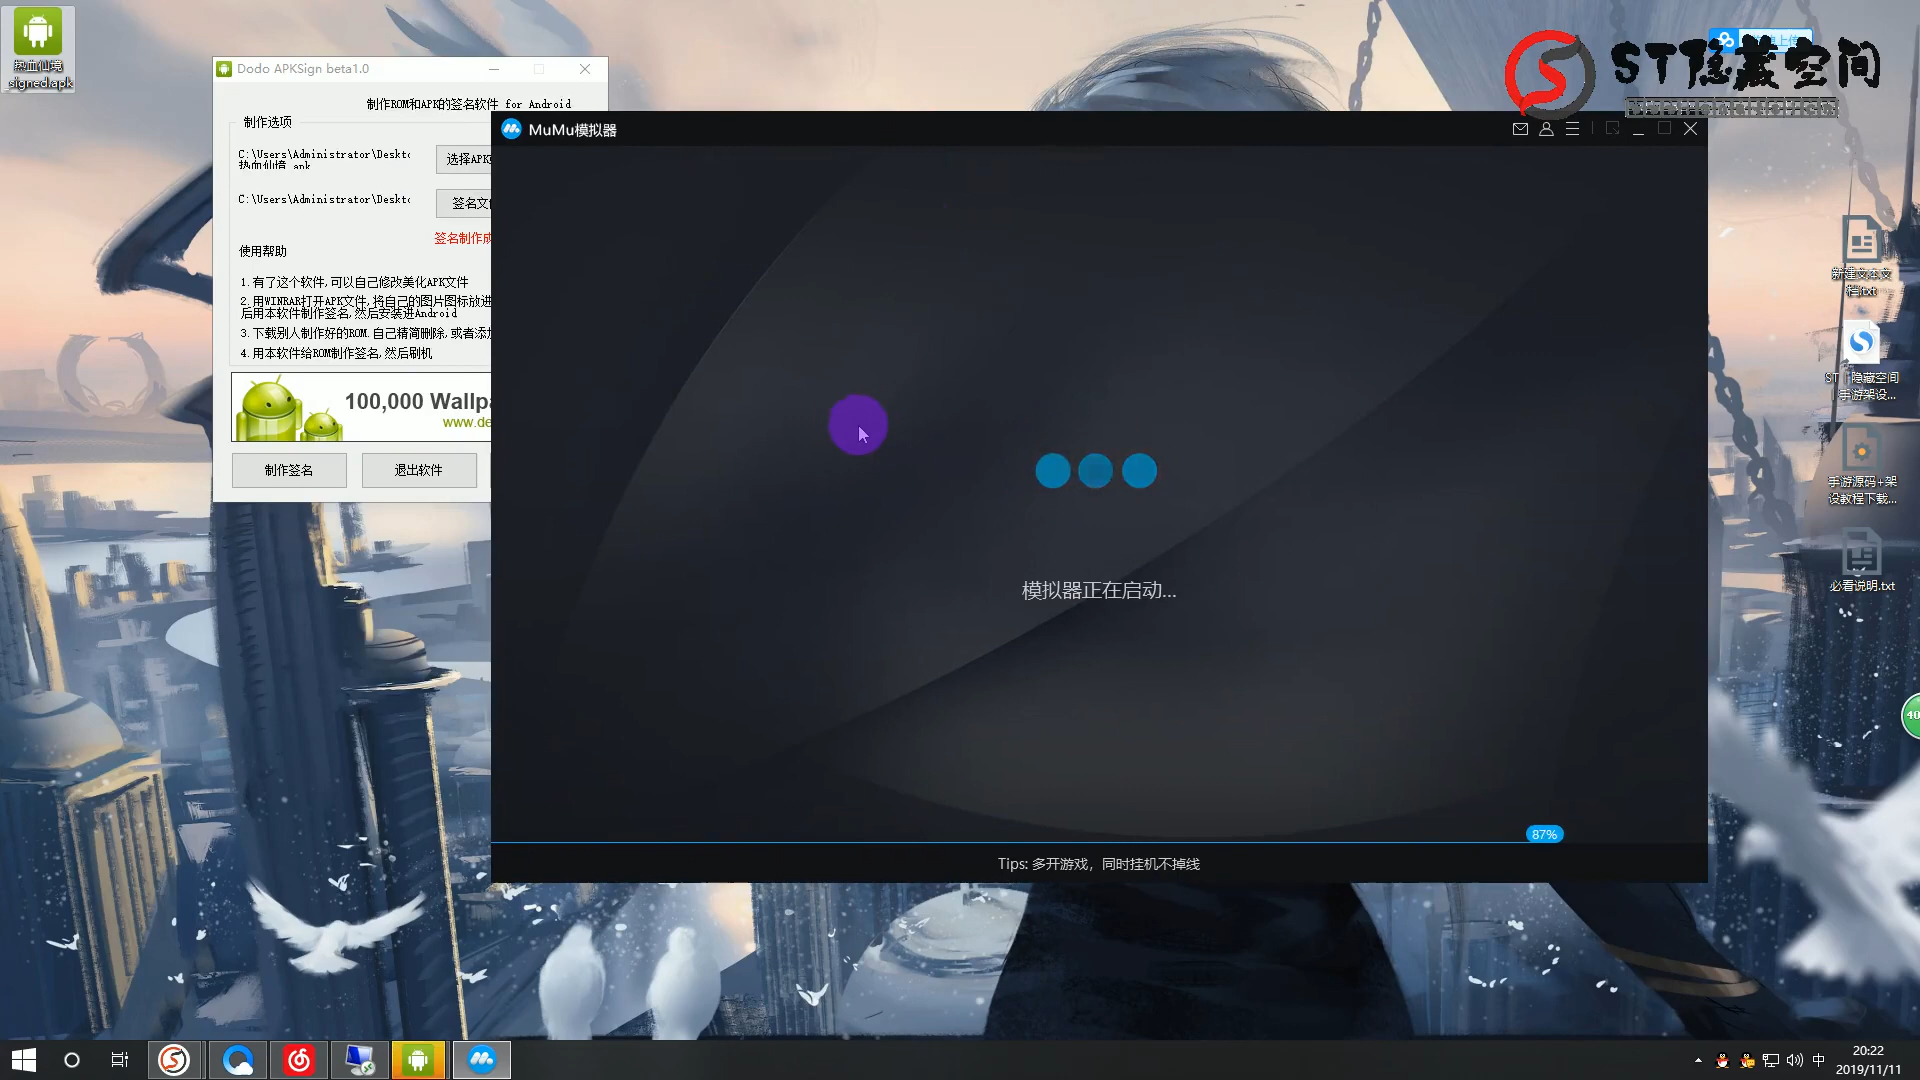 热血仙境
_signed.apk
Dodo APKSign beta1.0
制作ROM和APK的签名软件 for Android
制作选项
C:\Users\Administrator\Deskto
热血仙境.apk
选择APK
C:\Users\Administrator\Deskto
签名文
签名制作成
使用帮助
1.有了这个软件,可以自己修改美化APK文件
2.用WINRAR打开APK文件,将自己的图片图标放进
后用本软件制作签名,然后安装进Android
3.下载别人制作好的ROM.自己精简删除,或者添加
4.用本软件给ROM制作签名,然后刷机
100,000 Wallpa
www.de
制作签名
退出软件
MuMu模拟器
模拟器正在启动...
87%
Tips: 多开游戏，同时挂机不掉线
ST隐藏空间
新建文本文
档.txt
ST丨隐藏空间
丨手游架设...
手游源码+架
设教程下载...
必看说明.txt
40
中
20:22
2019/11/11